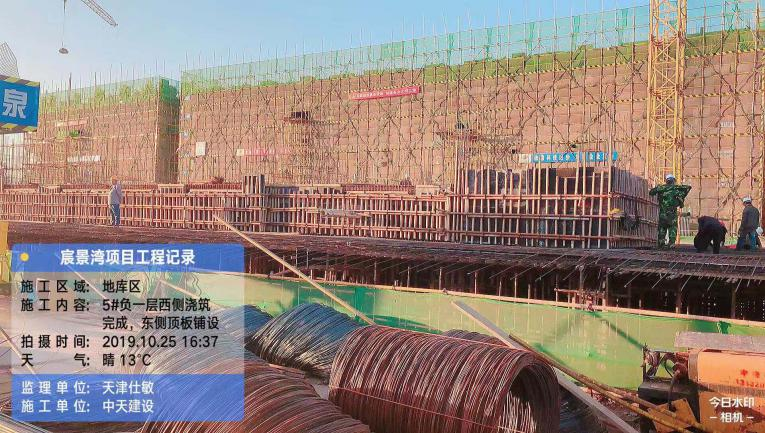 泉
宸景湾项目工程记录
施工区域: 地库区
施工内容: 5#负一层西侧浇筑
完成，东侧顶板铺设
拍摄时间: 2019.10.25 16:37
天气: 晴 13℃
监理单位: 天津仕敏
施工单位: 中天建设
今日水印
-相机-